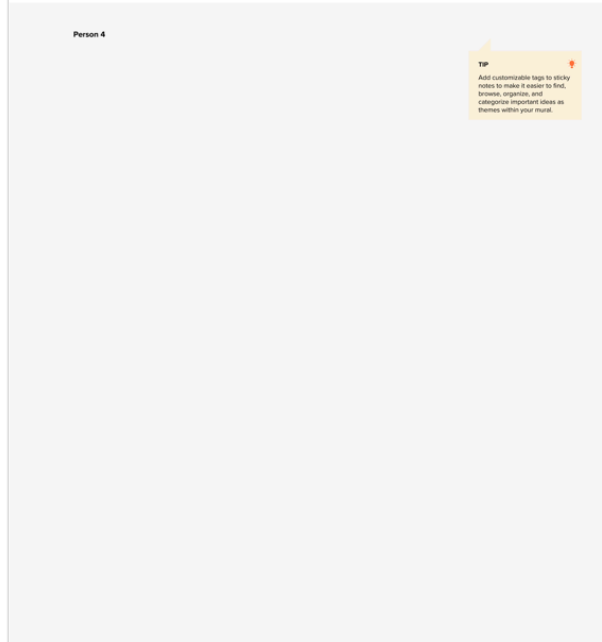 Person 4
TIP
Add customizable tags to sticky
notes to make it easier to find,
browse, organize, and
categorize important ideas as
themes within your mural.